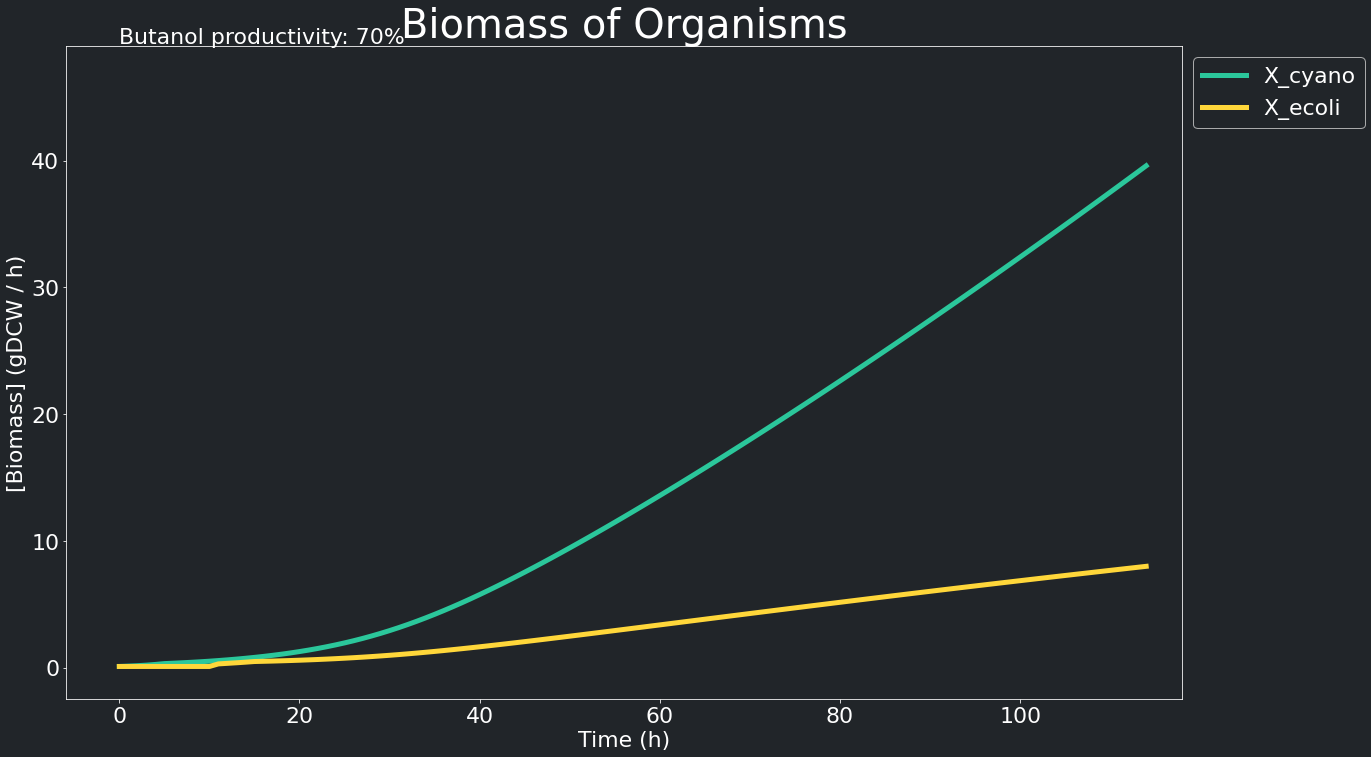 Biomass of Organisms
Butanol productivity: 70%
X_cyano
X_ecoli
[Biomass] (gDCW / h)
40
30
20
10
0
0 20 40 60 80 100
Time (h)